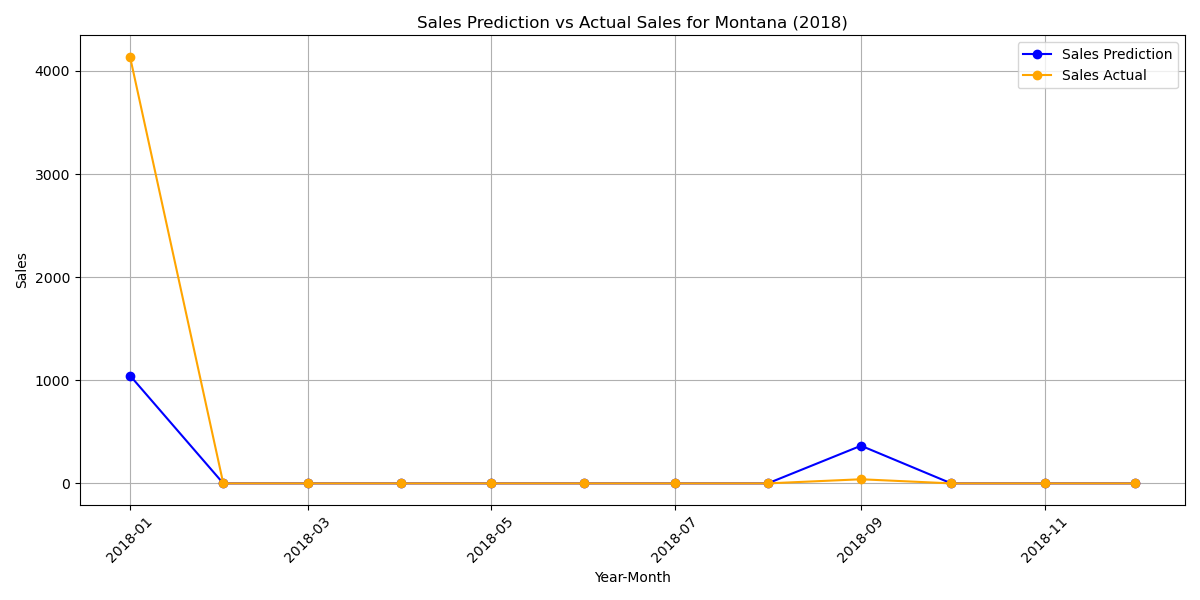 Sales Prediction vs Actual Sales for Montana (2018)
Sales Prediction
Sales Actual
4000
3000
2000
1000
0
Sales
2018-01
2018-03
2018-05
2018-07
2018-09
2018-11
Year-Month